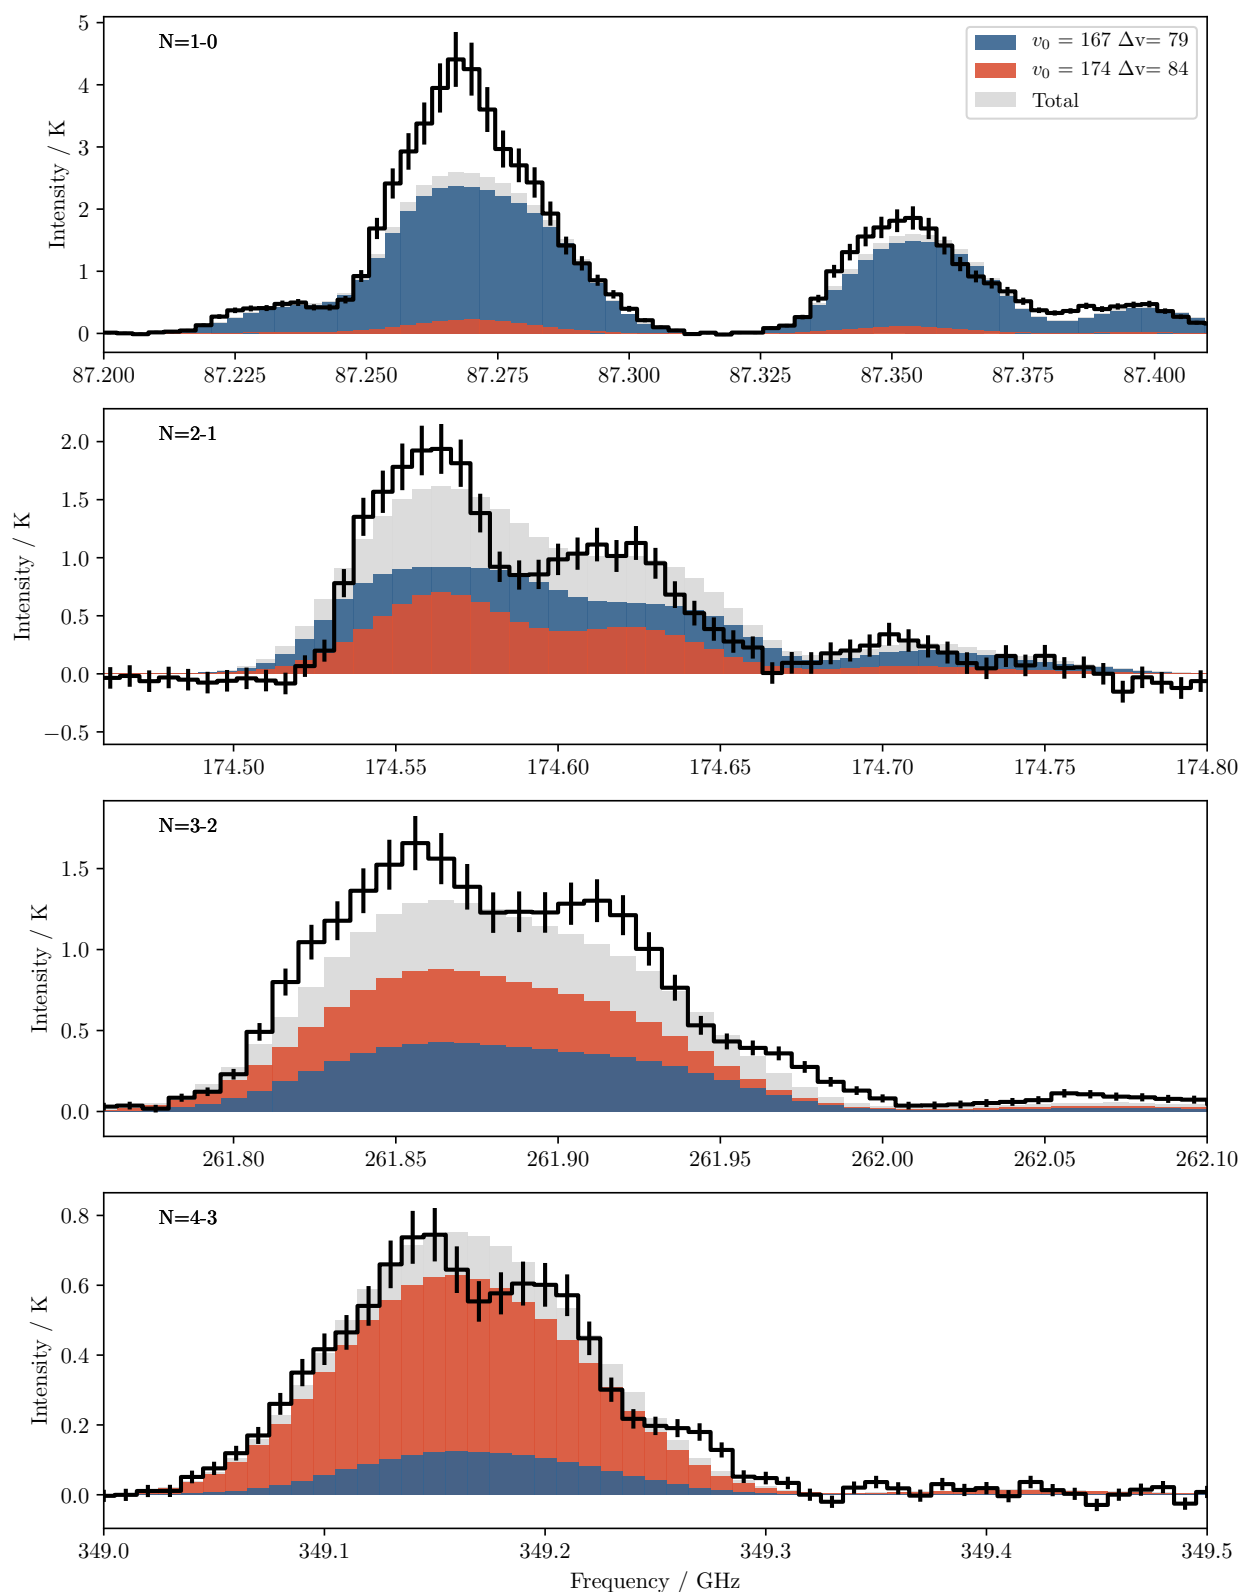 N=1-0
v₀ = 167 Δv= 79
v₀ = 174 Δv= 84
Total
Intensity / K
5
4
3
2
1
0
87.200 87.225 87.250 87.275 87.300 87.325 87.350 87.375 87.400
N=2-1
Intensity / K
2.0
1.5
1.0
0.5
0.0
−0.5
174.50 174.55 174.60 174.65 174.70 174.75 174.80
N=3-2
Intensity / K
1.5
1.0
0.5
0.0
261.80 261.85 261.90 261.95 262.00 262.05 262.10
N=4-3
Intensity / K
0.8
0.6
0.4
0.2
0.0
349.0 349.1 349.2 349.3 349.4 349.5
Frequency / GHz